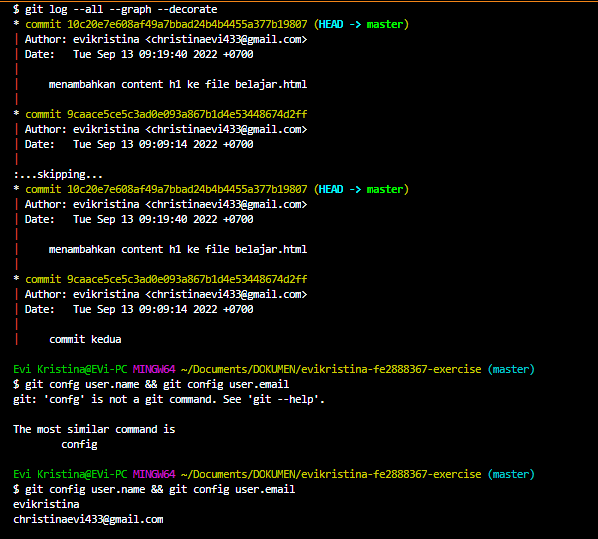 $ git log --all --graph --decorate
* commit 10c20e7e608af49a7bbad24b4b4455a377b19807 (HEAD -> master)
| Author: evikristina <christinaevi433@gmail.com>
| Date:   Tue Sep 13 09:19:40 2022 +0700
|
|     menambahkan content h1 ke file belajar.html
|
* commit 9caace5ce5c3ad0e093a867b1d4e53448674d2ff
| Author: evikristina <christinaevi433@gmail.com>
| Date:   Tue Sep 13 09:09:14 2022 +0700
|
:...skipping...
* commit 10c20e7e608af49a7bbad24b4b4455a377b19807 (HEAD -> master)
| Author: evikristina <christinaevi433@gmail.com>
| Date:   Tue Sep 13 09:19:40 2022 +0700
|
|     menambahkan content h1 ke file belajar.html
|
* commit 9caace5ce5c3ad0e093a867b1d4e53448674d2ff
| Author: evikristina <christinaevi433@gmail.com>
| Date:   Tue Sep 13 09:09:14 2022 +0700
|
|     commit kedua
Evi Kristina@EVi-PC MINGW64 ~/Documents/DOKUMEN/evikristina-fe2888367-exercise (master)
$ git confg user.name && git config user.email
git: 'confg' is not a git command. See 'git --help'.
The most similar command is
        config
Evi Kristina@EVi-PC MINGW64 ~/Documents/DOKUMEN/evikristina-fe2888367-exercise (master)
$ git config user.name && git config user.email
evikristina
christinaevi433@gmail.com